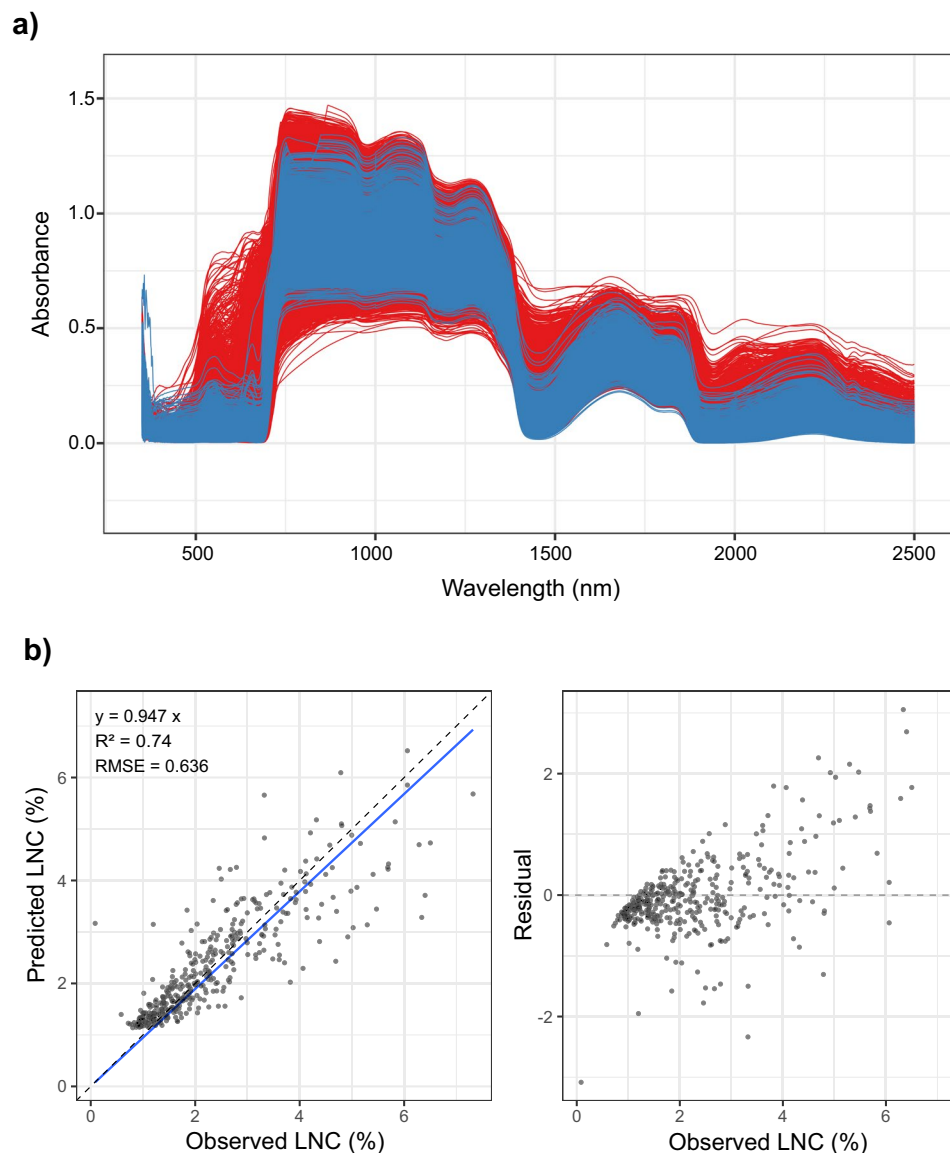 a)
1.5
1.0
0.5
0.0
Absorbance
500 1000 1500 2000 2500
Wavelength (nm)
b)
y = 0.947 x
R² = 0.74
RMSE = 0.636
6
4
2
0
Predicted LNC (%)
0 2 4 6
Observed LNC (%)
2
0
-2
Residual
0 2 4 6
Observed LNC (%)